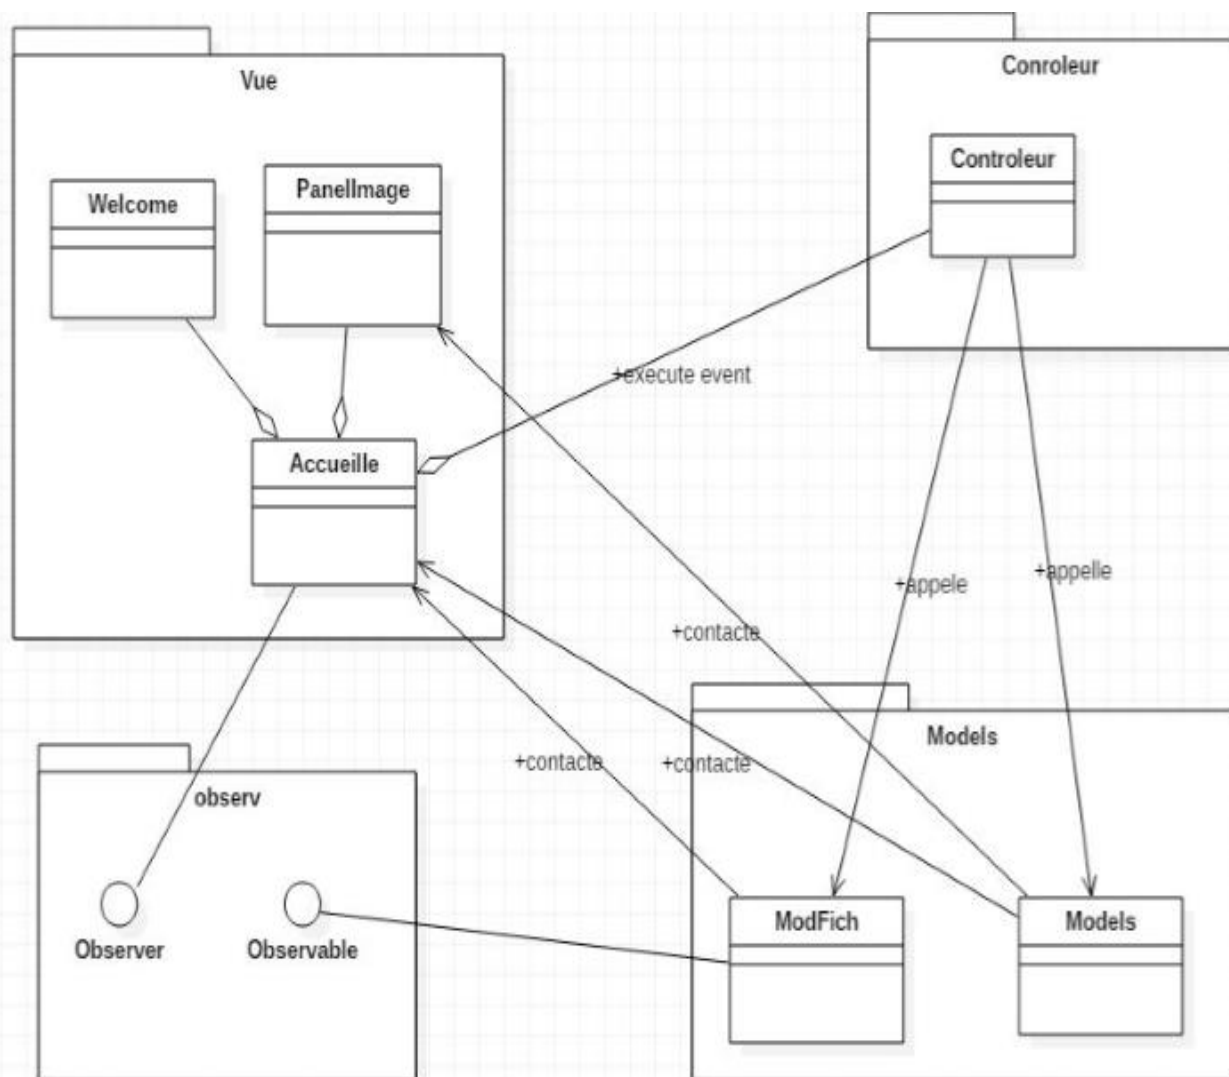 Vue
Conroleur
Controleur
Welcome
PanelImage
+execute event
Accueille
+appele
+appelle
+contacte
Models
+contacte
+contacte
observ
ModFich
Models
Observer
Observable